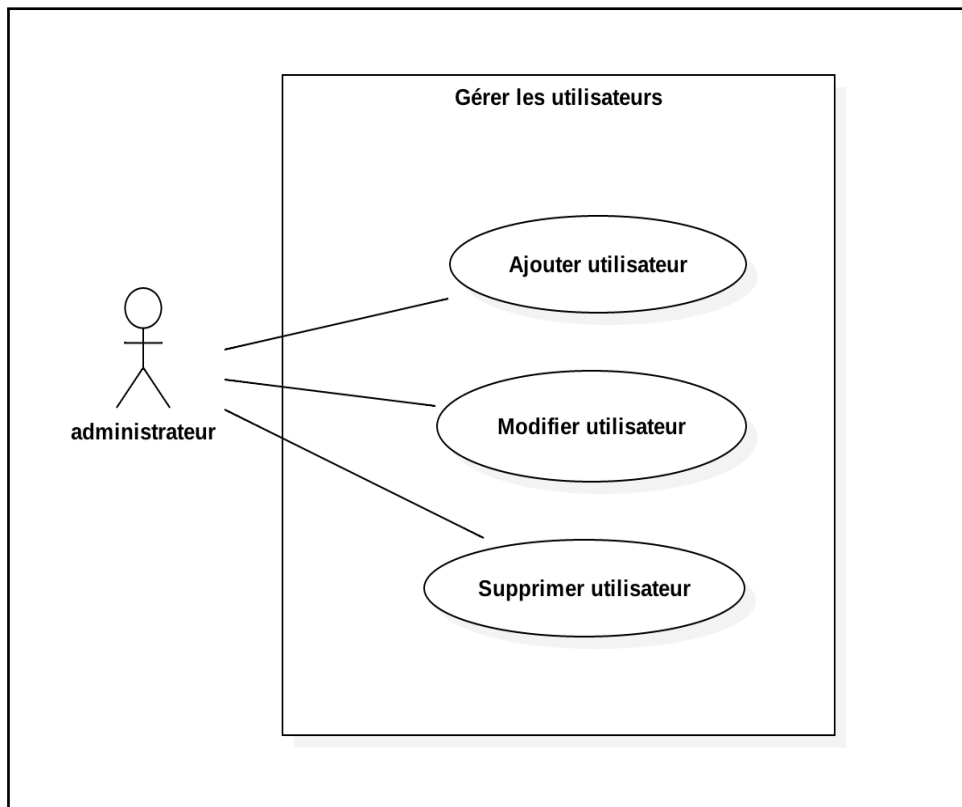 Gérer les utilisateurs
Ajouter utilisateur
Modifier utilisateur
administrateur
Supprimer utilisateur